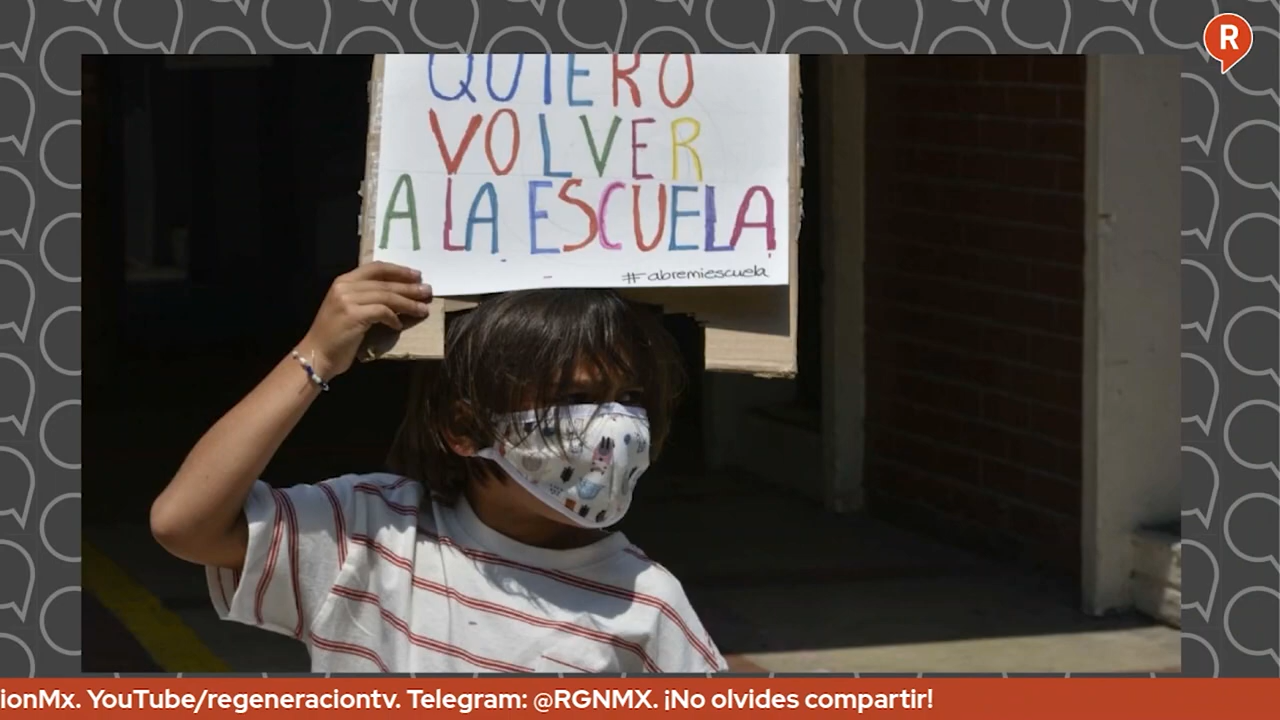 R
QUIERO
VOLVER
A LA ESCUELA
#abremiescuela
ionMx. YouTube/regeneraciontv. Telegram: @RGNMX. ¡No olvides compartir!